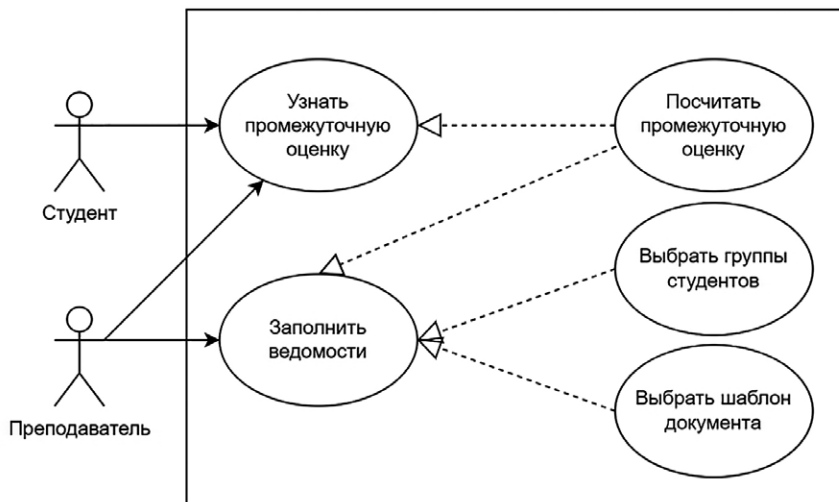 Узнать
промежуточную
оценку
Посчитать
промежуточную
оценку
Студент
Выбрать группы
студентов
Заполнить
ведомости
Преподаватель
Выбрать шаблон
документа